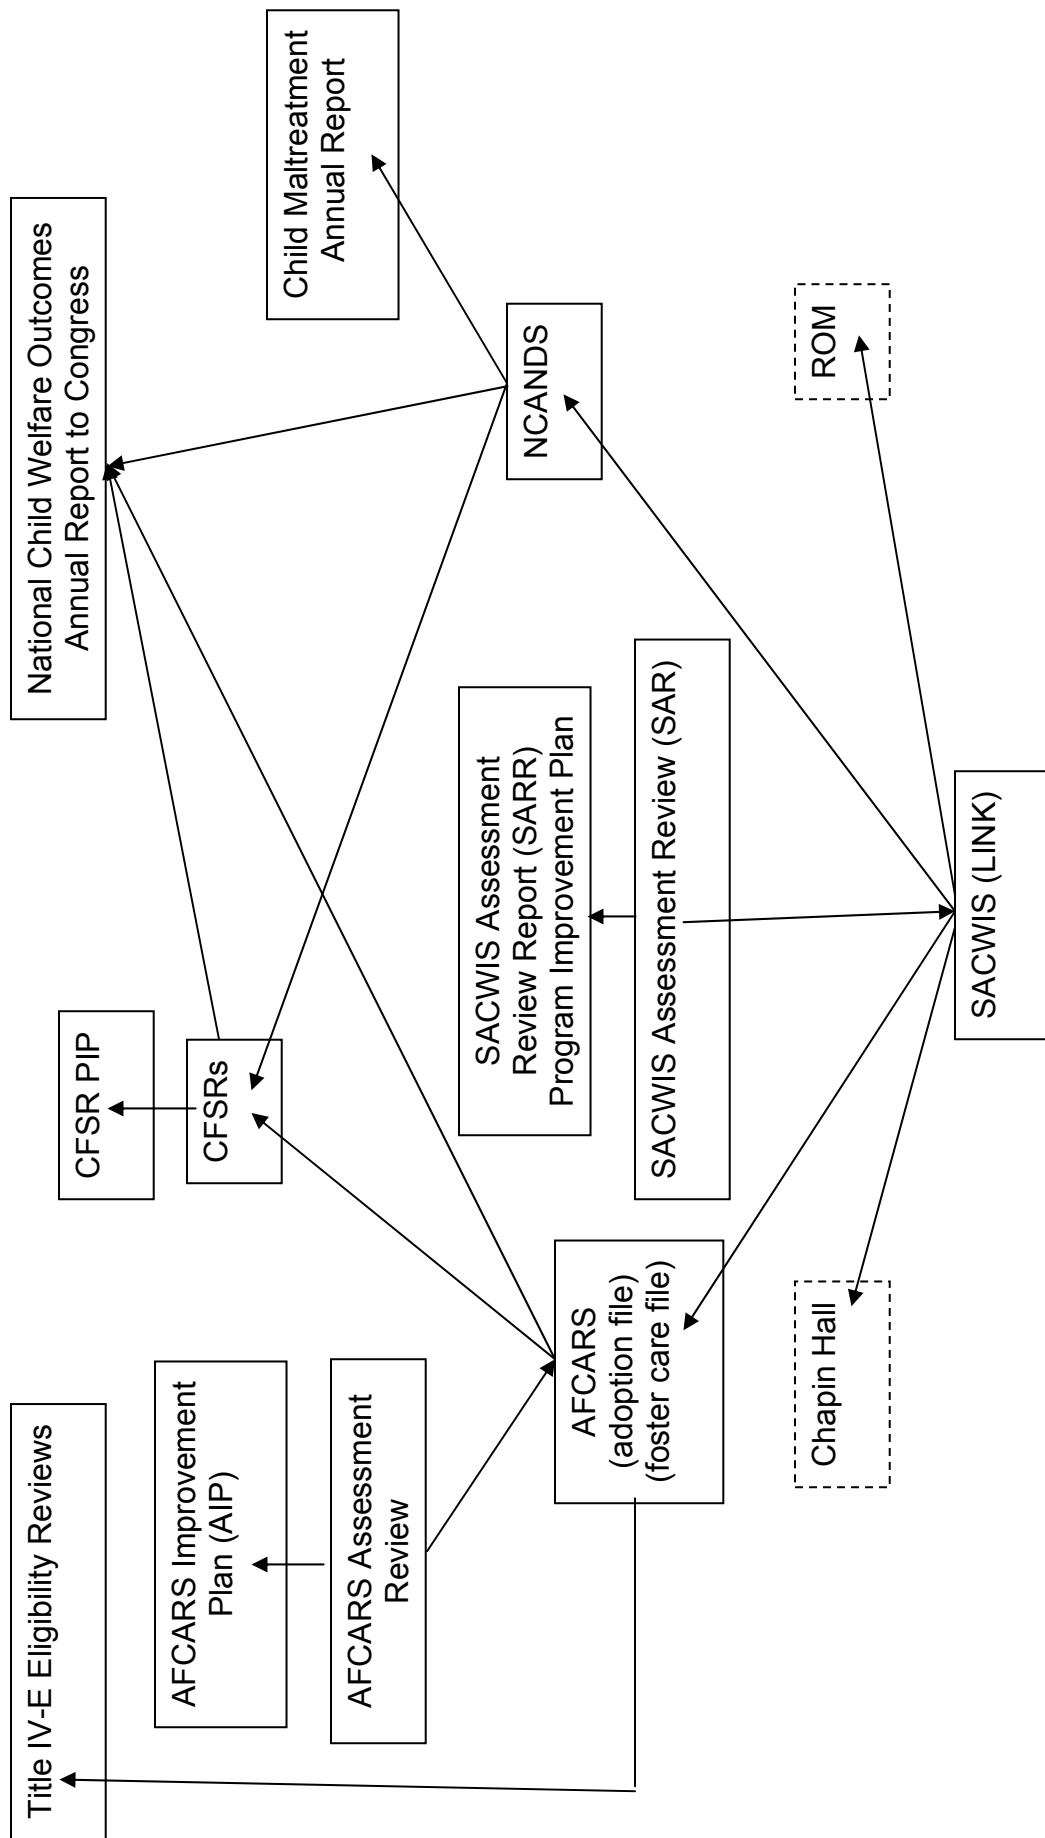 Title IV-E Eligibility Reviews
CFSR PIP
National Child Welfare Outcomes
Annual Report to Congress
AFCARS Improvement
Plan (AIP)
CFSRs
Child Maltreatment
Annual Report
AFCARS Assessment
Review
SACWIS Assessment
Review Report (SARR)
Program Improvement Plan
NCANDS
AFCARS
(adoption file)
(foster care file)
SACWIS Assessment Review (SAR)
Chapin Hall
ROM
SACWIS (LINK)